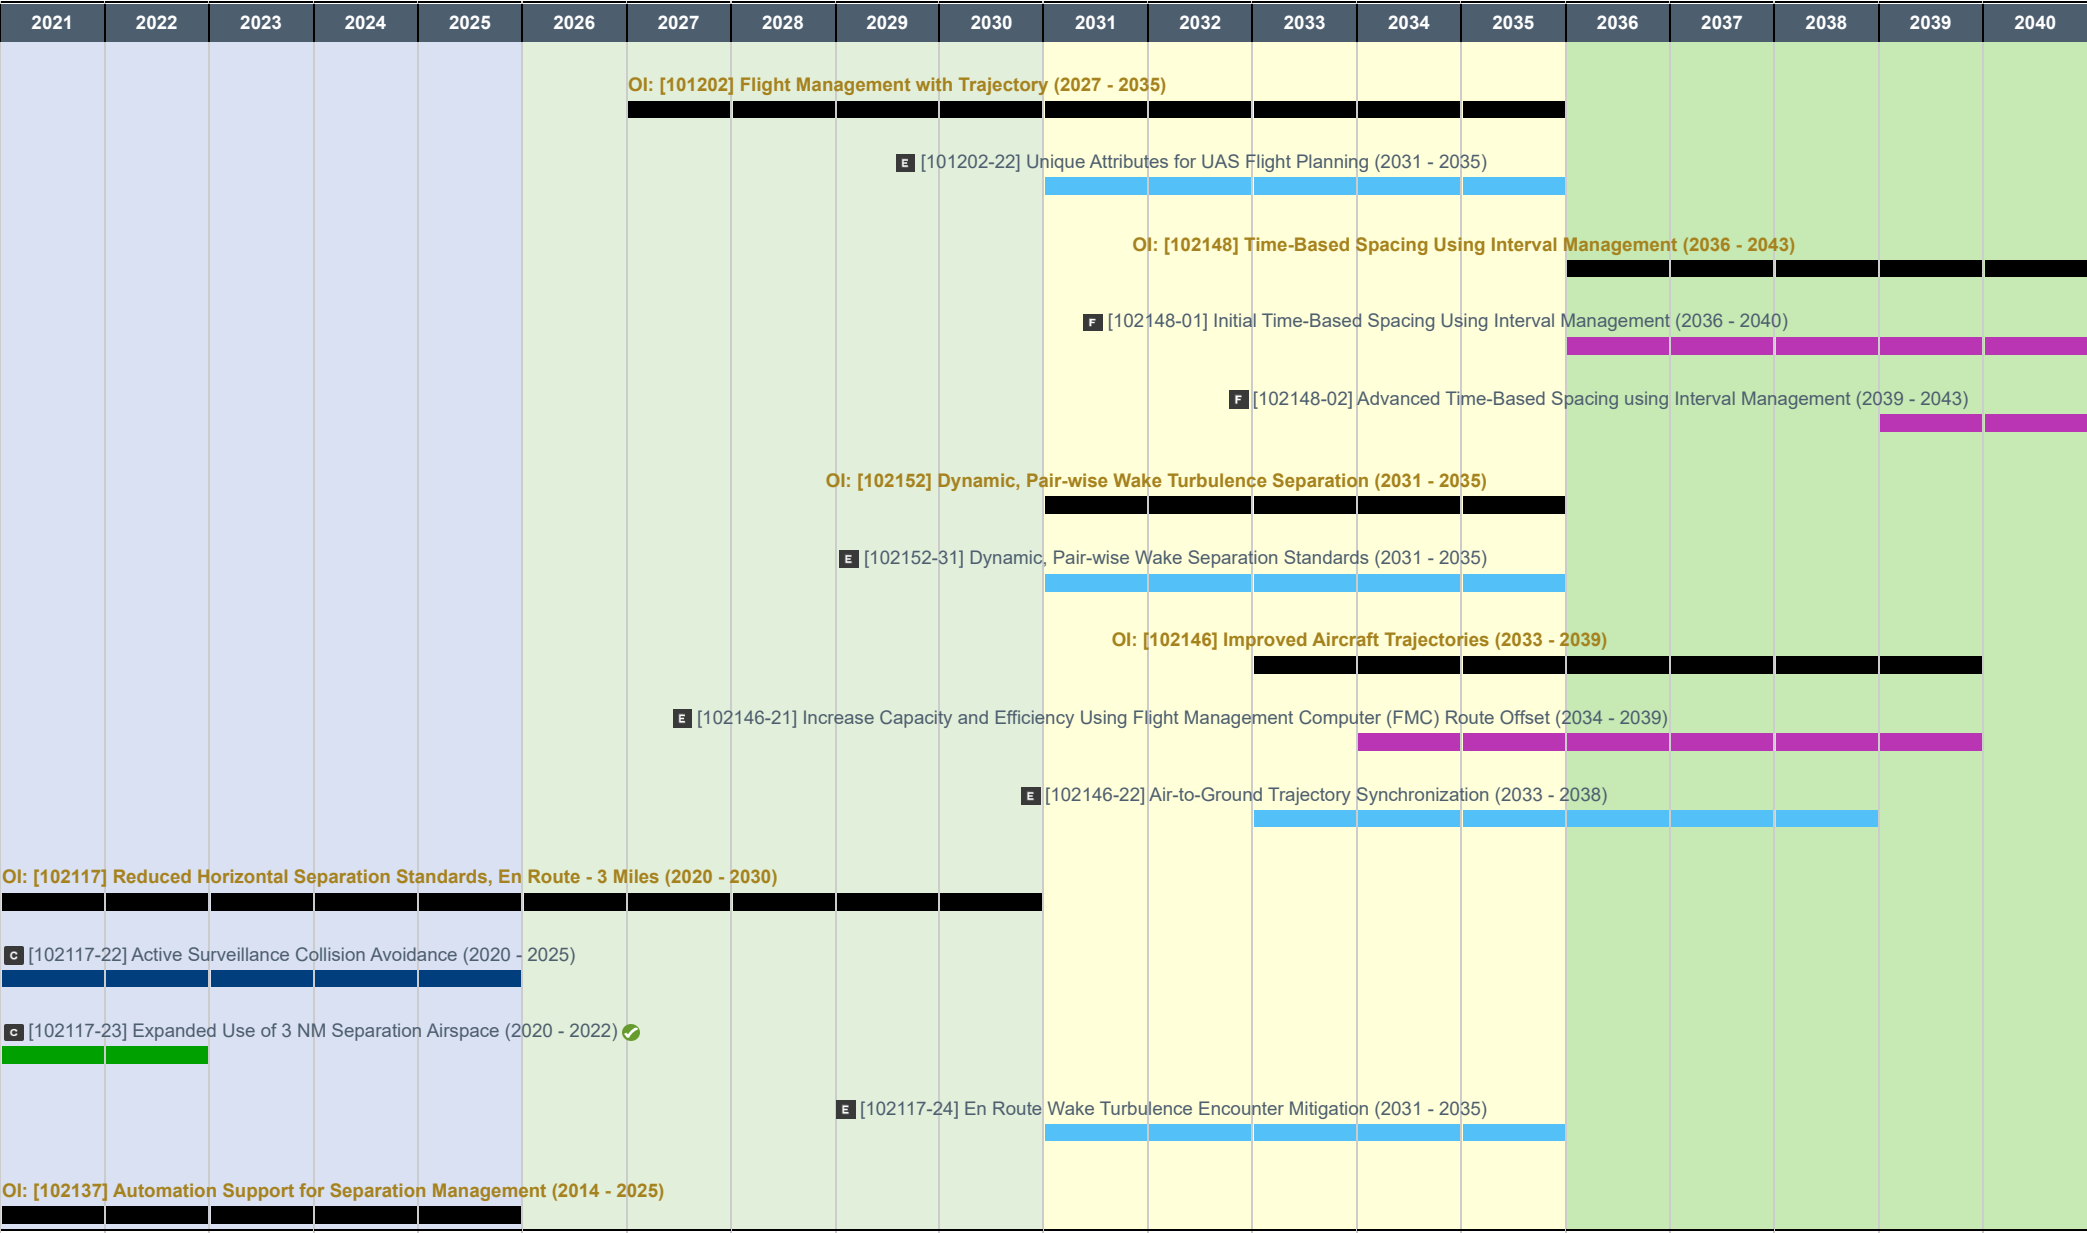 2021 2022 2023 2024 2025 2026 2027 2028 2029 2030 2031 2032 2033 2034 2035 2036 2037 2038 2039 2040
OI: [101202] Flight Management with Trajectory (2027 - 2035)
E [101202-22] Unique Attributes for UAS Flight Planning (2031 - 2035)
OI: [102148] Time-Based Spacing Using Interval Management (2036 - 2043)
F [102148-01] Initial Time-Based Spacing Using Interval Management (2036 - 2040)
F [102148-02] Advanced Time-Based Spacing using Interval Management (2039 - 2043)
OI: [102152] Dynamic, Pair-wise Wake Turbulence Separation (2031 - 2035)
E [102152-31] Dynamic, Pair-wise Wake Separation Standards (2031 - 2035)
OI: [102146] Improved Aircraft Trajectories (2033 - 2039)
E [102146-21] Increase Capacity and Efficiency Using Flight Management Computer (FMC) Route Offset (2034 - 2039)
E [102146-22] Air-to-Ground Trajectory Synchronization (2033 - 2038)
OI: [102117] Reduced Horizontal Separation Standards, En Route - 3 Miles (2020 - 2030)
C [102117-22] Active Surveillance Collision Avoidance (2020 - 2025)
C [102117-23] Expanded Use of 3 NM Separation Airspace (2020 - 2022)
E [102117-24] En Route Wake Turbulence Encounter Mitigation (2031 - 2035)
OI: [102137] Automation Support for Separation Management (2014 - 2025)